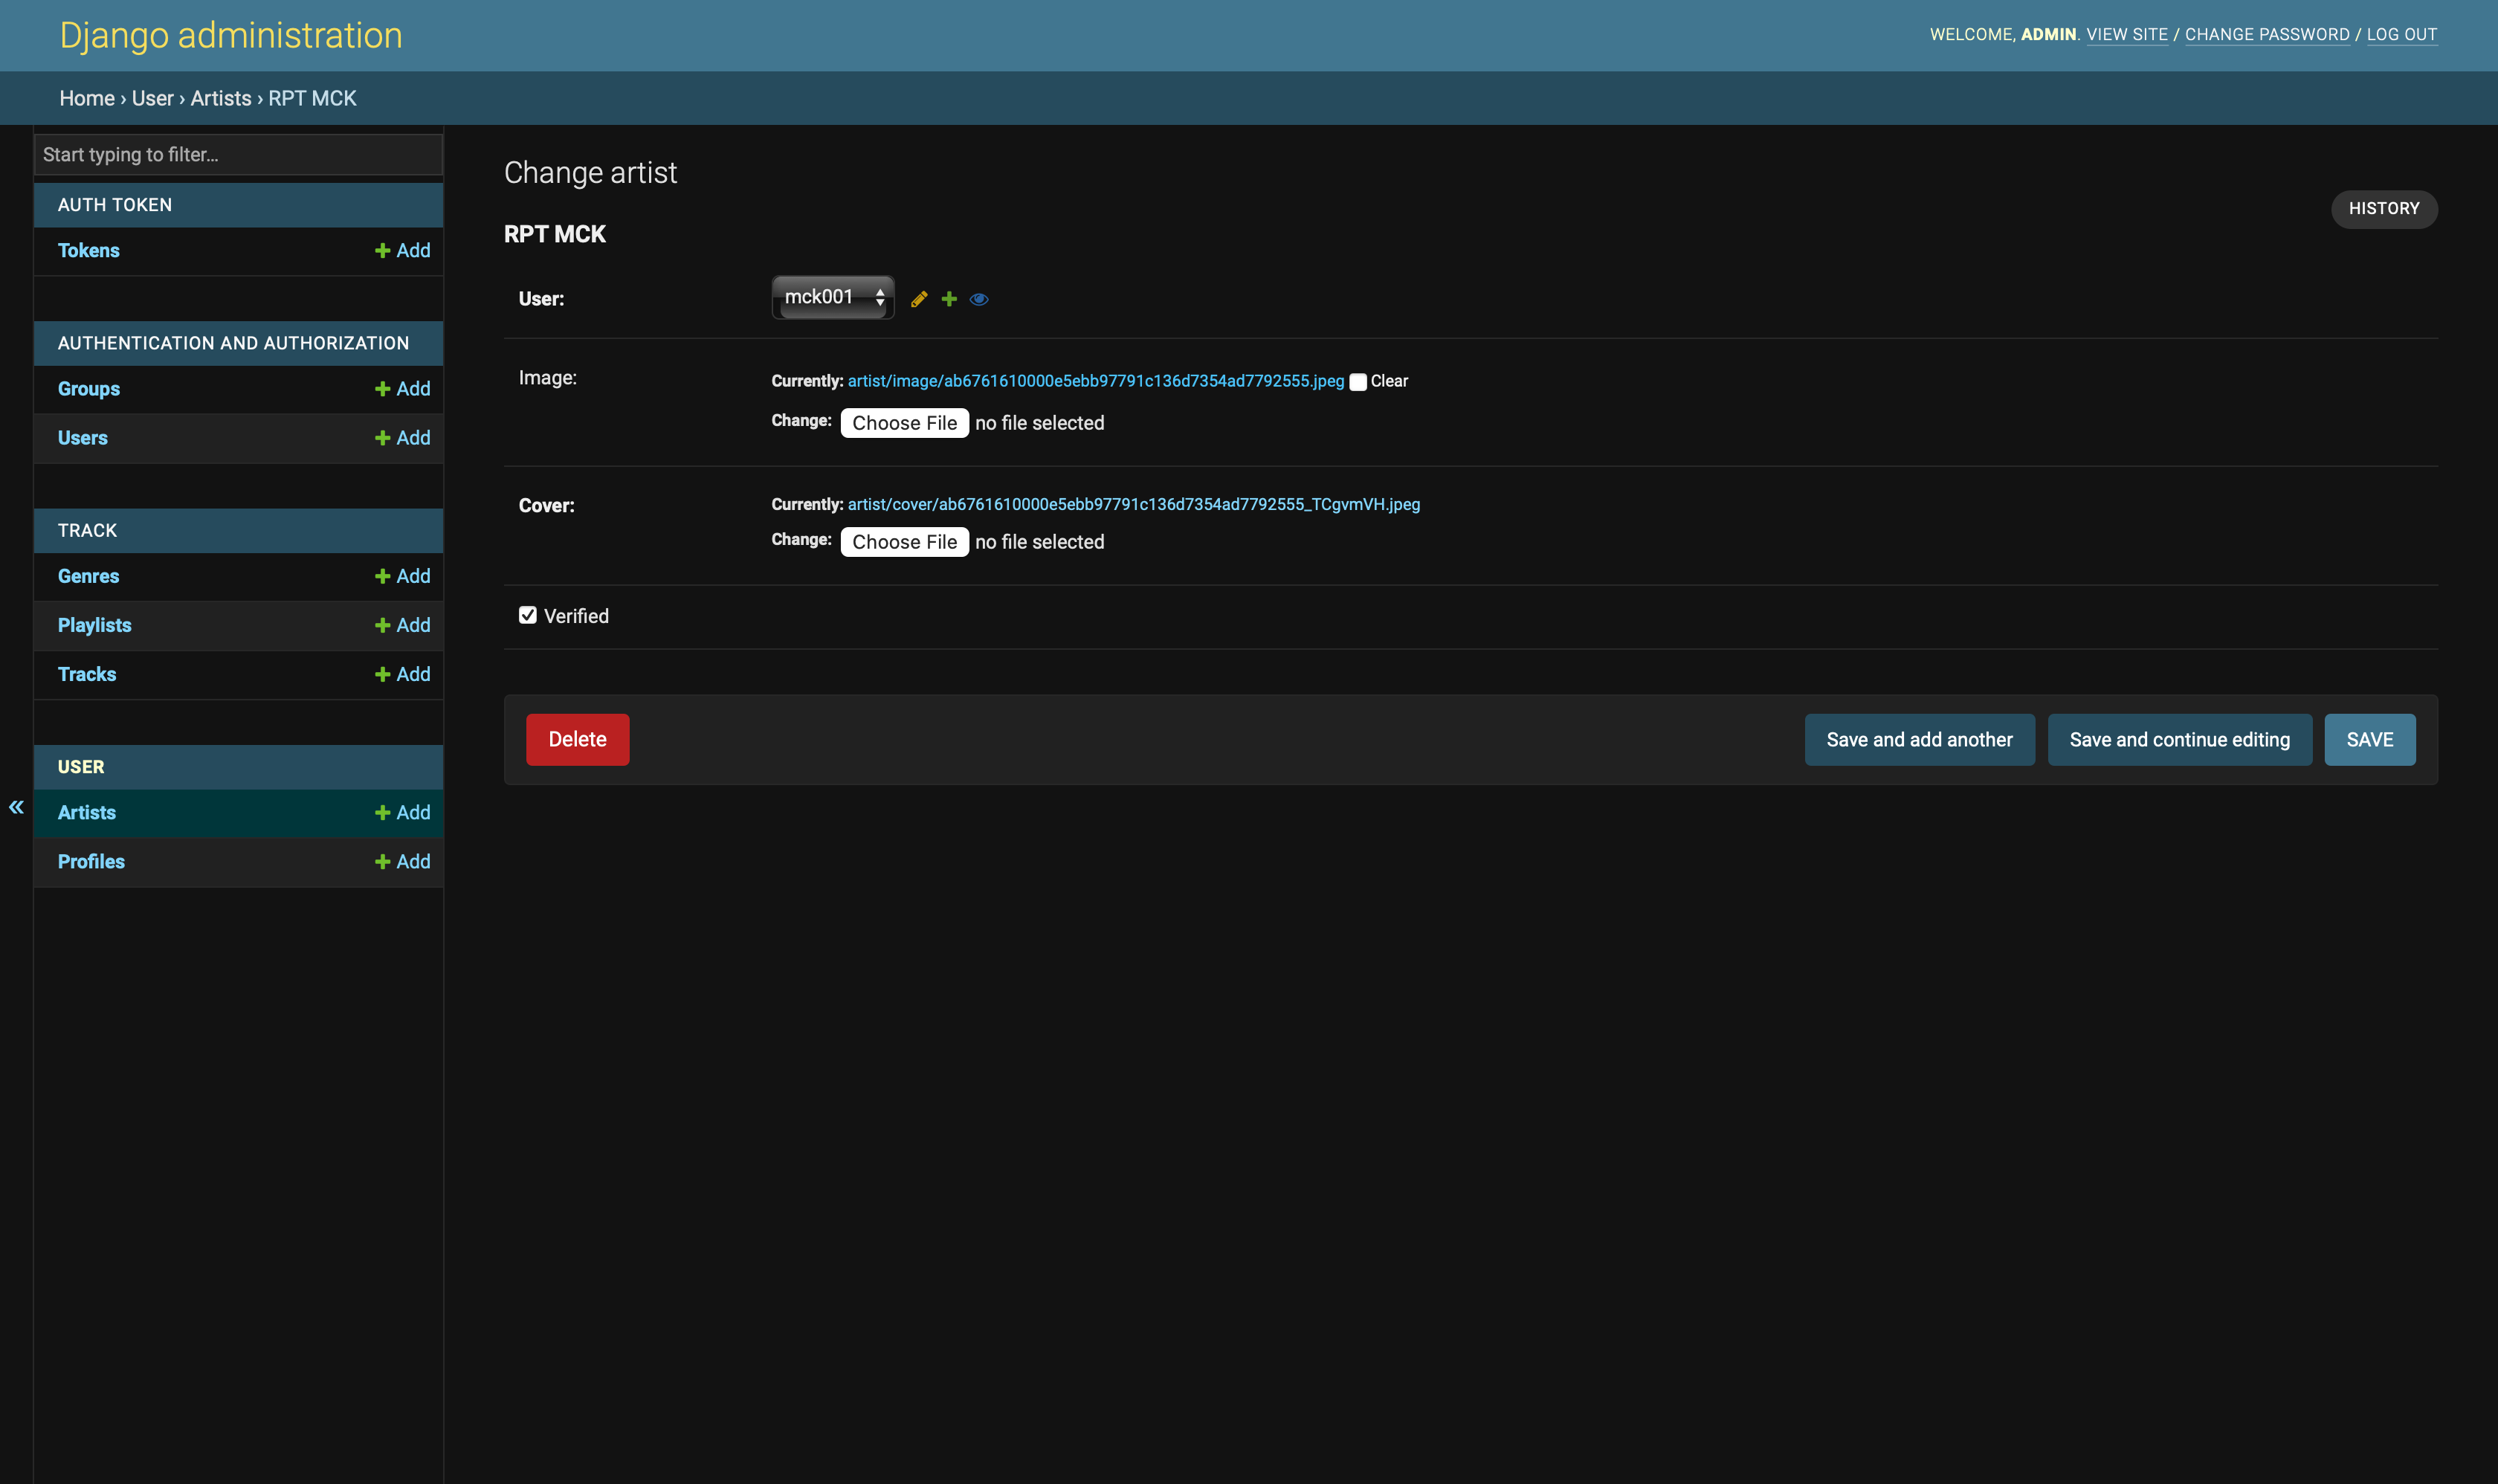 Django administration
WELCOME, ADMIN. VIEW SITE / CHANGE PASSWORD / LOG OUT
Home › User › Artists › RPT MCK
Start typing to filter…
AUTH TOKEN
Tokens
Add
AUTHENTICATION AND AUTHORIZATION
Groups
Add
Users
Add
TRACK
Genres
Add
Playlists
Add
Tracks
Add
USER
Artists
Add
Profiles
Add
«
Change artist
HISTORY
RPT MCK
User:
mck001
Image:
Currently: artist/image/ab6761610000e5ebb97791c136d7354ad7792555.jpeg Clear
Change: Choose File no file selected
Cover:
Currently: artist/cover/ab6761610000e5ebb97791c136d7354ad7792555_TCgvmVH.jpeg
Change: Choose File no file selected
Verified
Delete
Save and add another
Save and continue editing
SAVE